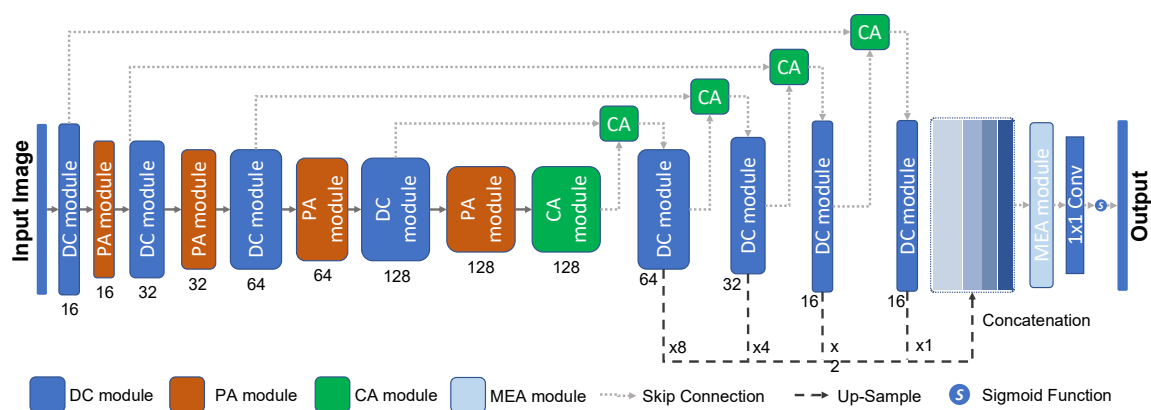 CA
CA
CA
CA
Input Image
DC module
PA module
DC module
PA module
DC module
PA
module
DC
module
PA
module
CA
module
DC module
DC module
DC module
DC module
MEA module
1x1 Conv
S
Output
16
16
32
32
64
64
128
128
128
64
32
16
16
Concatenation
x8
x4
x
2
x1
DC module
PA module
CA module
MEA module
Skip Connection
Up-Sample
S
Sigmoid Function